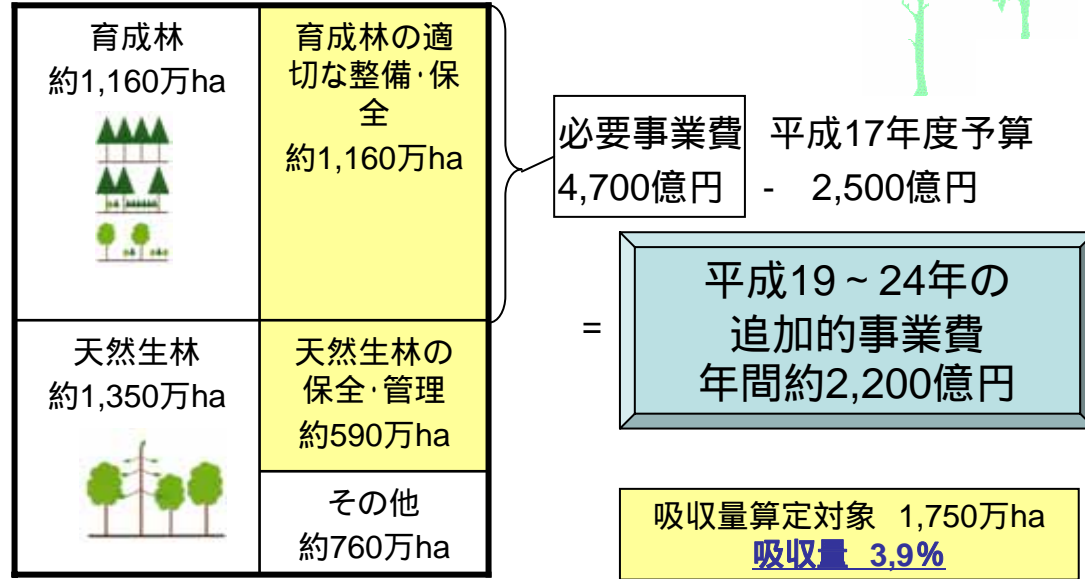 育成林
約1,160万ha
育成林の適
切な整備･保
全
約1,160万ha
天然生林
約1,350万ha
天然生林の
保全･管理
約590万ha
その他
約760万ha
必要事業費 平成17年度予算
4,700億円 - 2,500億円
=
平成19～24年の
追加的事業費
年間約2,200億円
吸収量算定対象 1,750万ha
吸収量 3,9%